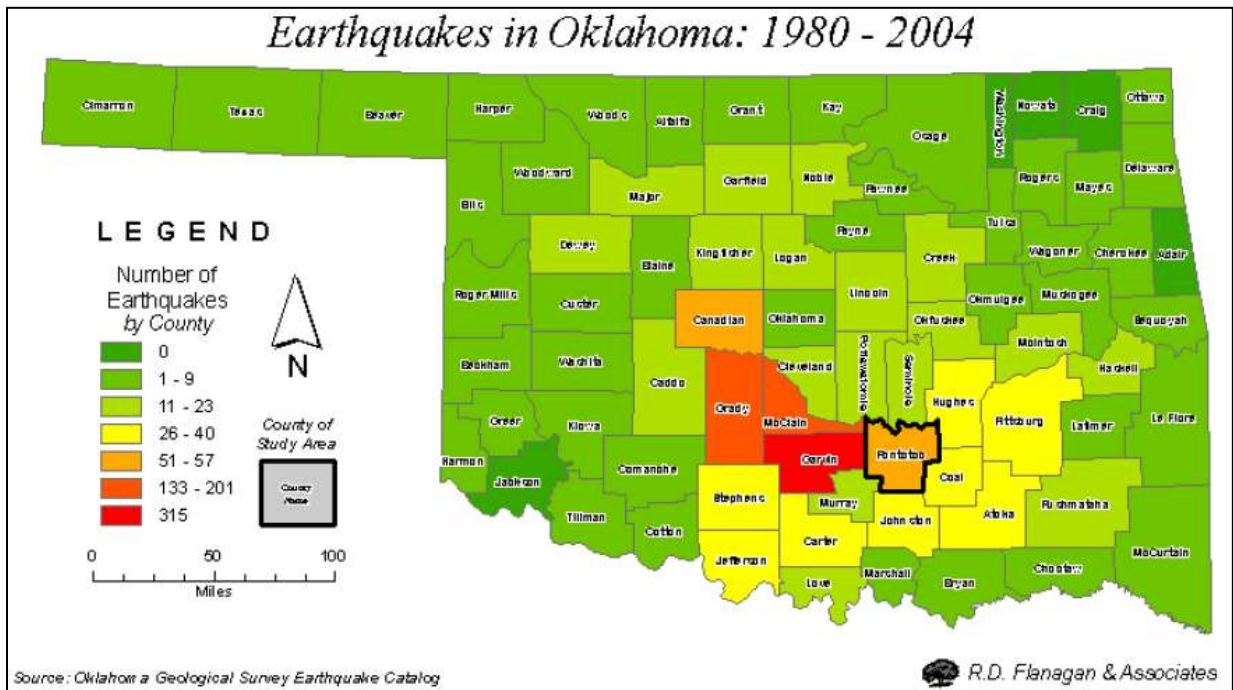 Earthquakes in Oklahoma: 1980 - 2004
Cimarron
Texas
Beaver
Harper
Woods
Alfalfa
Grant
Kay
Osage
Washington
Nowata
Craig
Ottawa
Ellis
Woodward
Major
Garfield
Noble
Pawnee
Rogers
Mayes
Delaware
Dewey
Blaine
Kingfisher
Logan
Payne
Creek
Tulsa
Wagoner
Cherokee
Adair
Roger Mills
Custer
Canadian
Oklahoma
Lincoln
Okfuskee
Okmulgee
Muskogee
Sequoyah
Beckham
Washita
Caddo
Grady
Cleveland
McClain
Pottawatomie
Seminole
Hughes
McIntosh
Pittsburg
Haskell
Latimer
Le Flore
Greer
Kiowa
Harmon
Jackson
Comanche
Tillman
Cotton
Stephens
Garvin
Pontotoc
Coal
Murray
Johnston
Atoka
Pushmataha
McCurtain
Jefferson
Carter
Love
Marshall
Bryan
Choctaw
LEGEND
Number of
Earthquakes
by County
0
1 - 9
11 - 23
26 - 40
51 - 57
133 - 201
315
N
County of
Study Area
County
Name
0 50 100
Miles
Source: Oklahoma Geological Survey Earthquake Catalog
R.D. Flanagan & Associates